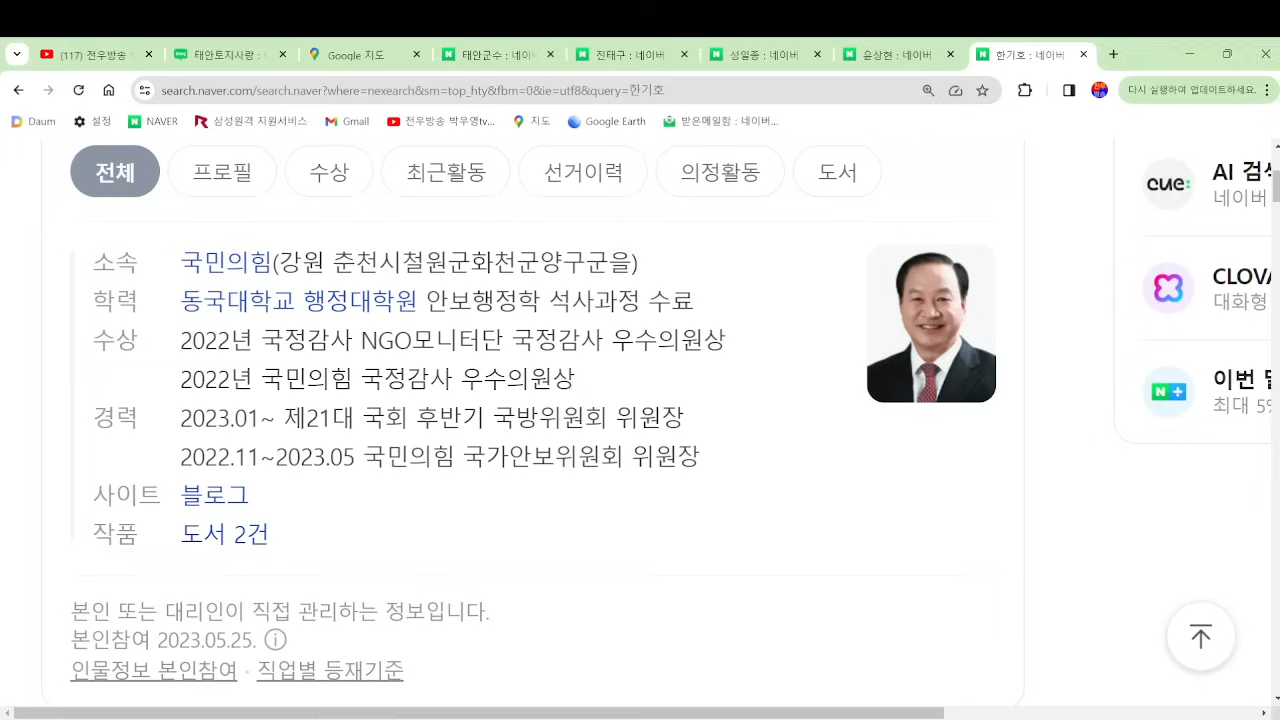 (117) 전우방송
태안토지사랑 :
Google 지도
태안군수 : 네이
진태구 : 네이버
성일종 : 네이버
윤상현 : 네이버
한기호 : 네이버
search.naver.com/search.naver?where=nexearch&sm=top_hty&fbm=0&ie=utf8&query=한기호
다시 실행하여 업데이트하세요.
Daum
설정
NAVER
삼성원격 지원서비스
Gmail
전우방송 박우영tv...
지도
Google Earth
받은메일함 : 네이버...
전체
프로필
수상
최근활동
선거이력
의정활동
도서
소속 국민의힘(강원 춘천시철원군화천군양구군을)
학력 동국대학교 행정대학원 안보행정학 석사과정 수료
수상 2022년 국정감사 NGO모니터단 국정감사 우수의원상
2022년 국민의힘 국정감사 우수의원상
경력 2023.01~ 제21대 국회 후반기 국방위원회 위원장
2022.11~2023.05 국민의힘 국가안보위원회 위원장
사이트 블로그
작품 도서 2건
본인 또는 대리인이 직접 관리하는 정보입니다.
본인참여 2023.05.25.
인물정보 본인참여 · 직업별 등재기준
cue:
AI 검색
네이버
CLOVA
대화형
N+
이번
최대 5%